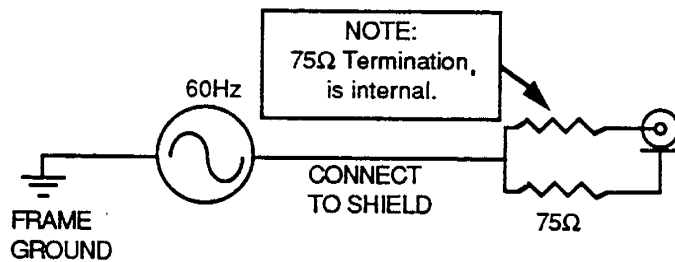 NOTE:
75Ω Termination,
is internal.
60Hz
CONNECT
TO SHIELD
75Ω
FRAME
GROUND